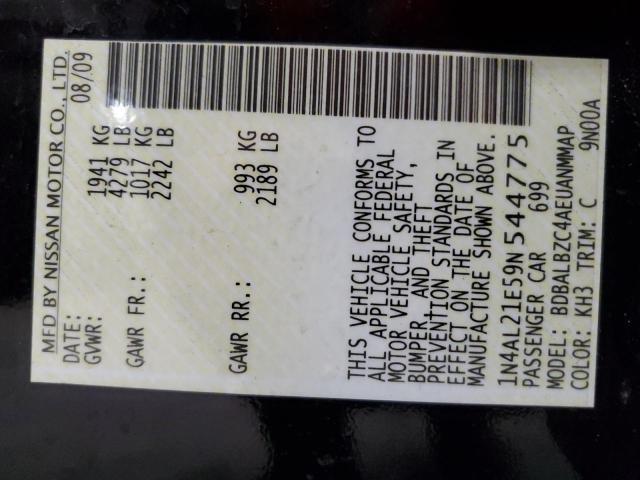 MFD BY NISSAN MOTOR CO., LTD.
DATE: 08/09
GVWR: 1941 KG
4279 LB
GAWR FR.: 1017 KG
2242 LB
GAWR RR.: 993 KG
2189 LB
THIS VEHICLE CONFORMS TO
ALL APPLICABLE FEDERAL
MOTOR VEHICLE SAFETY,
BUMPER, AND THEFT
PREVENTION STANDARDS IN
EFFECT ON THE DATE OF
MANUFACTURE SHOWN ABOVE.
1N4AL21E59N544775
PASSENGER CAR 699
MODEL: BDBALBZC4AEUANMMAP
COLOR: KH3 TRIM: C 9N00A